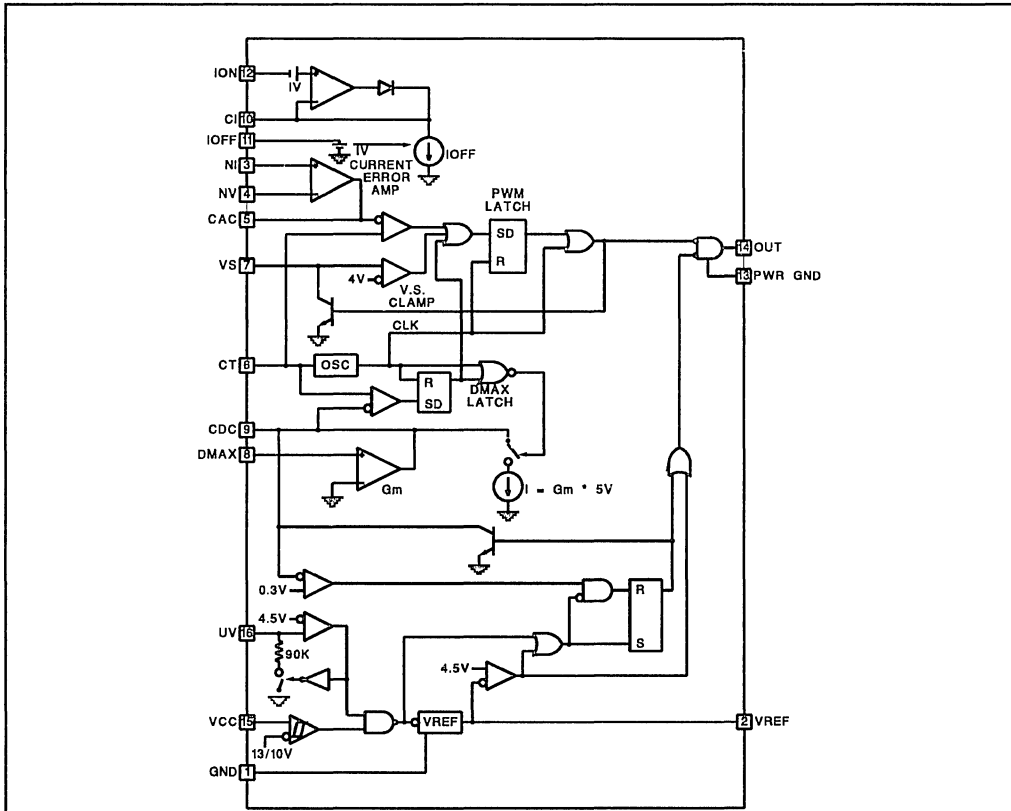 ION 12
1V
CI 10
IOFF 11
1V
IOFF
NI 3
CURRENT
ERROR
AMP
NV 4
PWM
LATCH
CAC 5
SD
R
14 OUT
VS 7
4V
13 PWR GND
V.S.
CLAMP
CLK
CT 6
OSC
R
SD
DMAX
LATCH
CDC 9
DMAX 8
Gm
I = Gm * 5V
0.3V
R
S
4.5V
UV 16
90K
4.5V
VCC 15
VREF
2 VREF
13/10V
GND 1